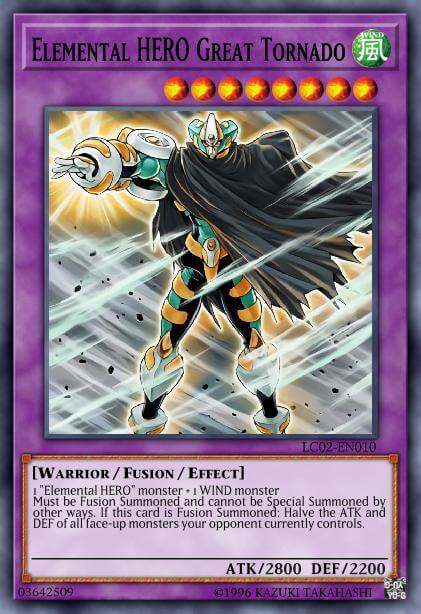 Elemental HERO Great Tornado
WIND
風
LC02-EN010
[Warrior / Fusion / Effect]
1 "Elemental HERO" monster + 1 WIND monster
Must be Fusion Summoned and cannot be Special Summoned by
other ways. If this card is Fusion Summoned: Halve the ATK and
DEF of all face-up monsters your opponent currently controls.
ATK/2800 DEF/2200
03642509
©1996 KAZUKI TAKAHASHI